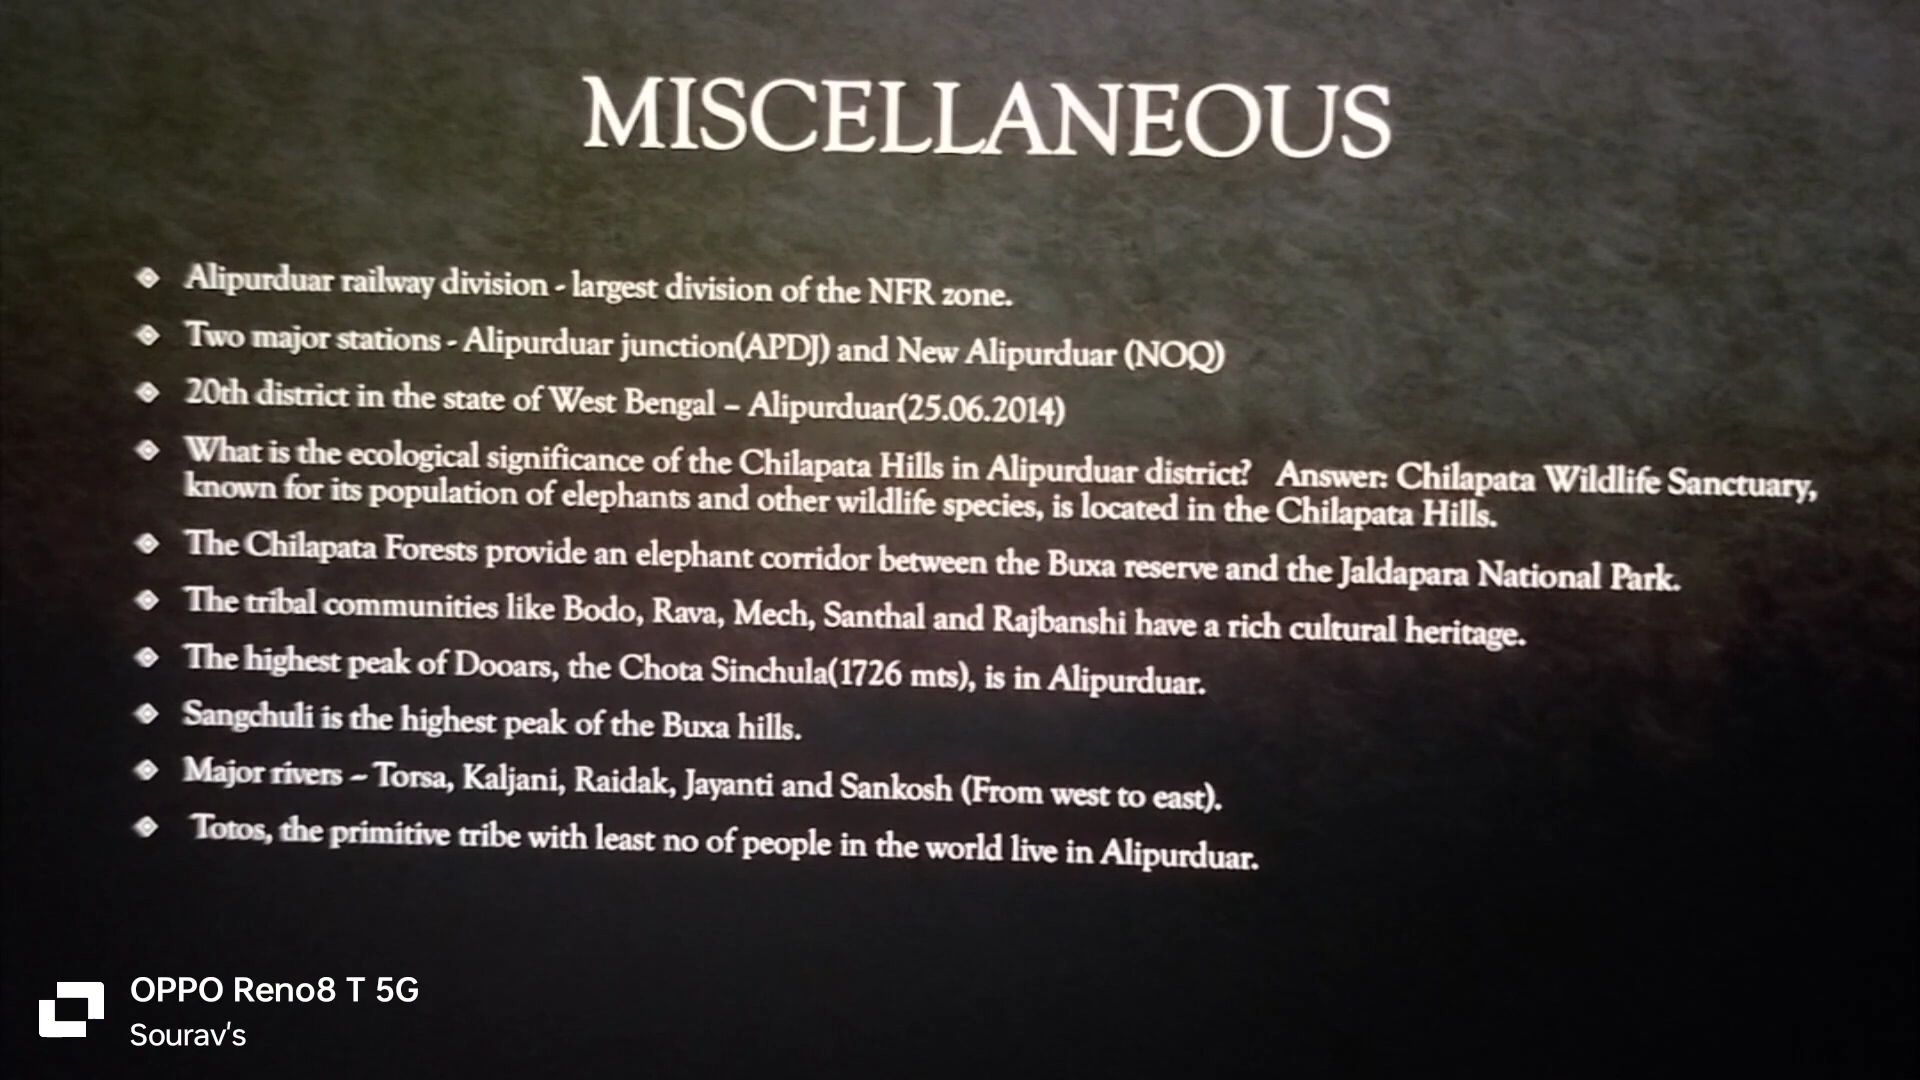 MISCELLANEOUS
Alipurduar railway division - largest division of the NFR zone.
Two major stations - Alipurduar junction(APDJ) and New Alipurduar (NOQ)
20th district in the state of West Bengal – Alipurduar(25.06.2014)
What is the ecological significance of the Chilapata Hills in Alipurduar district? Answer: Chilapata Wildlife Sanctuary,
known for its population of elephants and other wildlife species, is located in the Chilapata Hills.
The Chilapata Forests provide an elephant corridor between the Buxa reserve and the Jaldapara National Park.
The tribal communities like Bodo, Rava, Mech, Santhal and Rajbanshi have a rich cultural heritage.
The highest peak of Dooars, the Chota Sinchula(1726 mts), is in Alipurduar.
Sangchuli is the highest peak of the Buxa hills.
Major rivers – Torsa, Kaljani, Raidak, Jayanti and Sankosh (From west to east).
Totos, the primitive tribe with least no of people in the world live in Alipurduar.
OPPO Reno8 T 5G
Sourav's